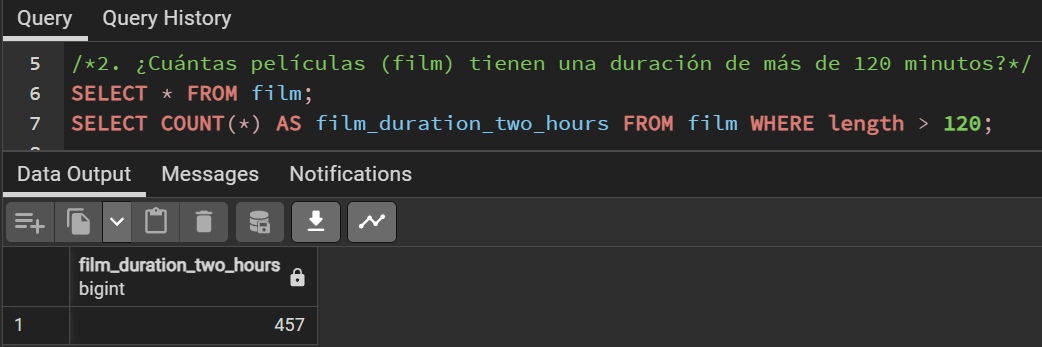 Query Query History
5 /*2. ¿Cuántas películas (film) tienen una duración de más de 120 minutos?*/
6 SELECT * FROM film;
7 SELECT COUNT(*) AS film_duration_two_hours FROM film WHERE length > 120;
Data Output Messages Notifications
film_duration_two_hours
bigint
1 457